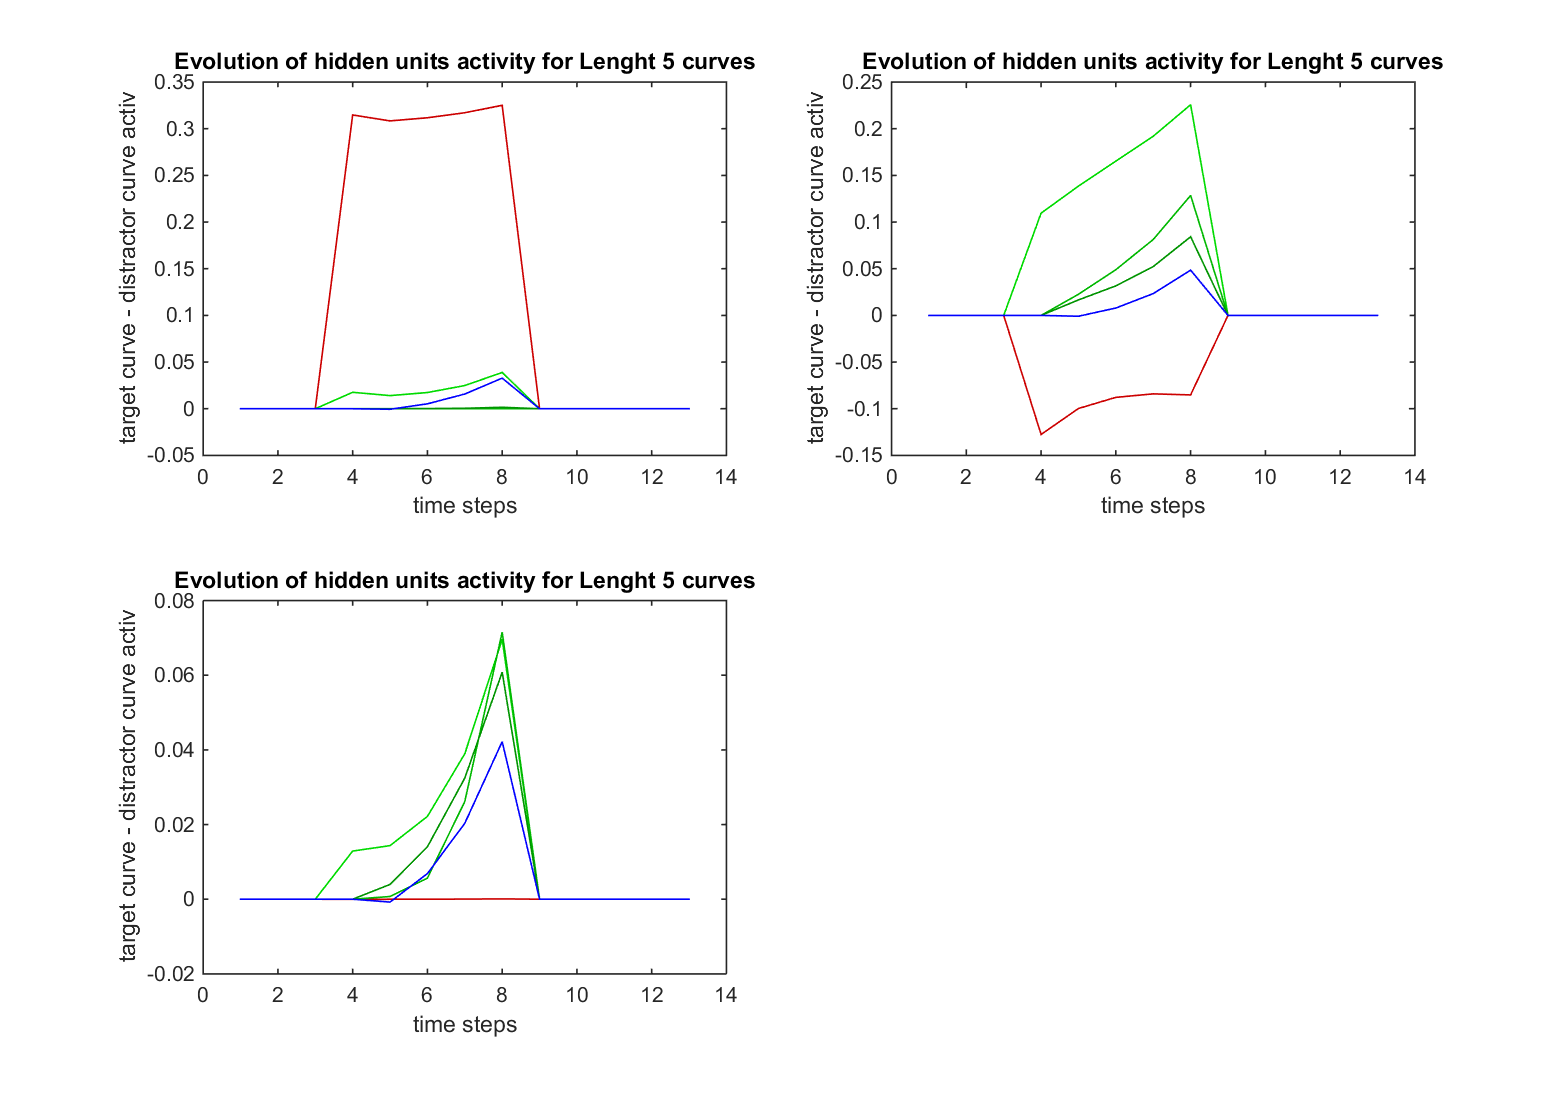 Evolution of hidden units activity for Lenght 5 curves
target curve - distractor curve activ
0.35
0.3
0.25
0.2
0.15
0.1
0.05
0
-0.05
0 2 4 6 8 10 12 14
time steps
Evolution of hidden units activity for Lenght 5 curves
target curve - distractor curve activ
0.25
0.2
0.15
0.1
0.05
0
-0.05
-0.1
-0.15
0 2 4 6 8 10 12 14
time steps
Evolution of hidden units activity for Lenght 5 curves
target curve - distractor curve activ
0.08
0.06
0.04
0.02
0
-0.02
0 2 4 6 8 10 12 14
time steps